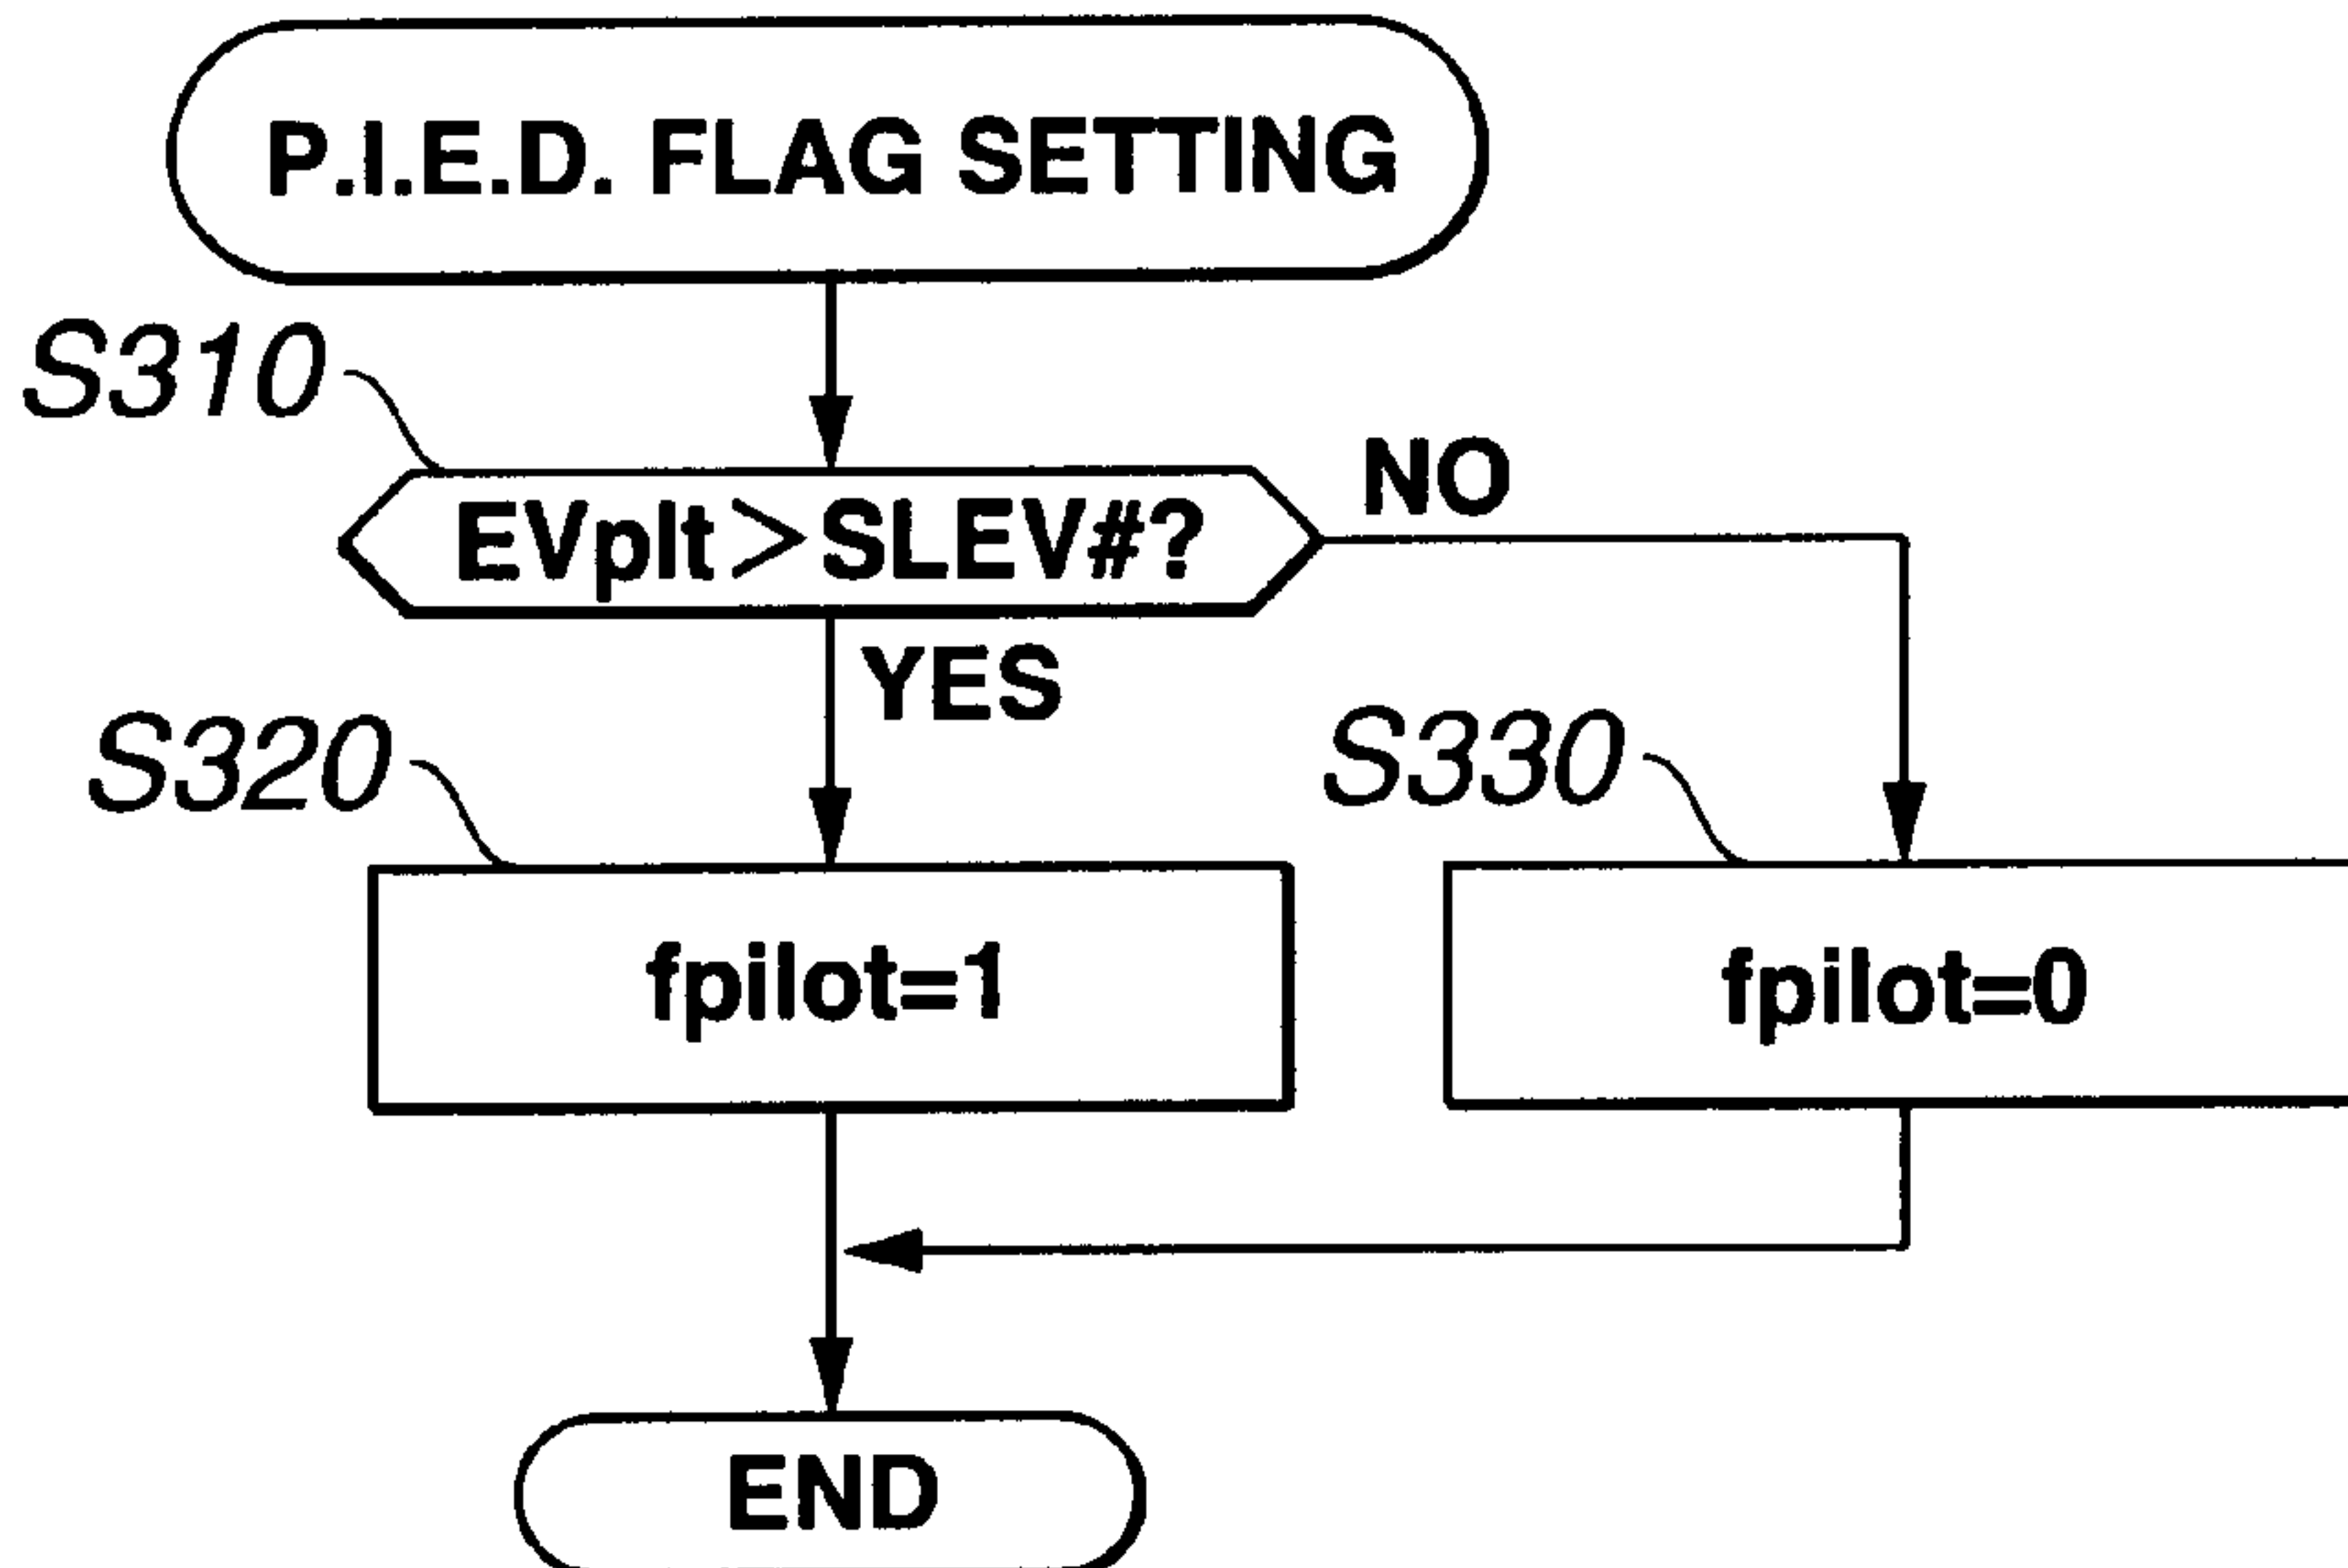 P.I.E.D. FLAG SETTING
S310
EVplt>SLEV#?
NO
YES
S320
S330
fpilot=1
fpilot=0
END